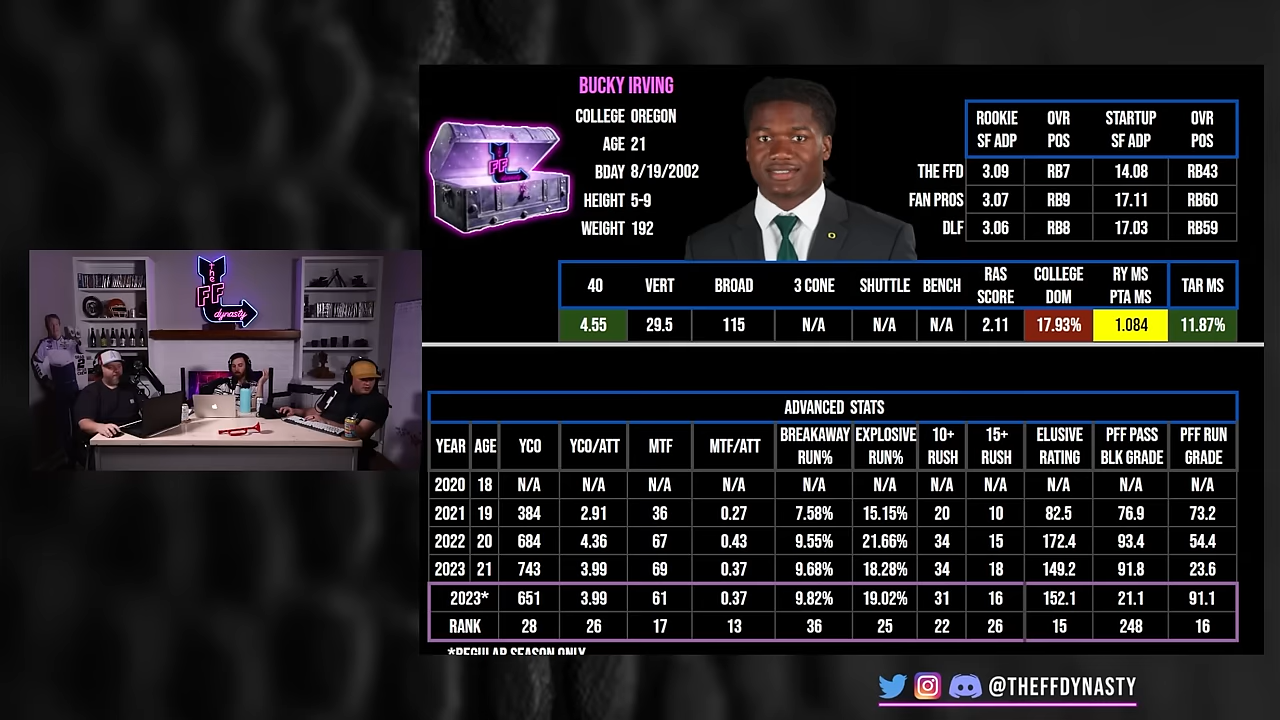 BUCKY IRVING
COLLEGE OREGON
AGE 21
BDAY 8/19/2002
HEIGHT 5-9
WEIGHT 192
FF
ROOKIE SF ADP OVR POS STARTUP SF ADP OVR POS
THE FFD 3.09 RB7 14.08 RB43
FAN PROS 3.07 RB9 17.11 RB60
DLF 3.06 RB8 17.03 RB59
40 VERT BROAD 3 CONE SHUTTLE BENCH RAS SCORE COLLEGE DOM RY MS PTA MS TAR MS
4.55 29.5 115 N/A N/A N/A 2.11 17.93% 1.084 11.87%
the
FF
dynasty
ADVANCED STATS
YEAR AGE YCO YCO/ATT MTF MTF/ATT BREAKAWAY RUN% EXPLOSIVE RUN% 10+ RUSH 15+ RUSH ELUSIVE RATING PFF PASS BLK GRADE PFF RUN GRADE
2020 18 N/A N/A N/A N/A N/A N/A N/A N/A N/A N/A N/A
2021 19 384 2.91 36 0.27 7.58% 15.15% 20 10 82.5 76.9 73.2
2022 20 684 4.36 67 0.43 9.55% 21.66% 34 15 172.4 93.4 54.4
2023 21 743 3.99 69 0.37 9.68% 18.28% 34 18 149.2 91.8 23.6
2023* 651 3.99 61 0.37 9.82% 19.02% 31 16 152.1 21.1 91.1
RANK 28 26 17 13 36 25 22 26 15 248 16
*REGULAR SEASON ONLY
@THEFFDYNASTY